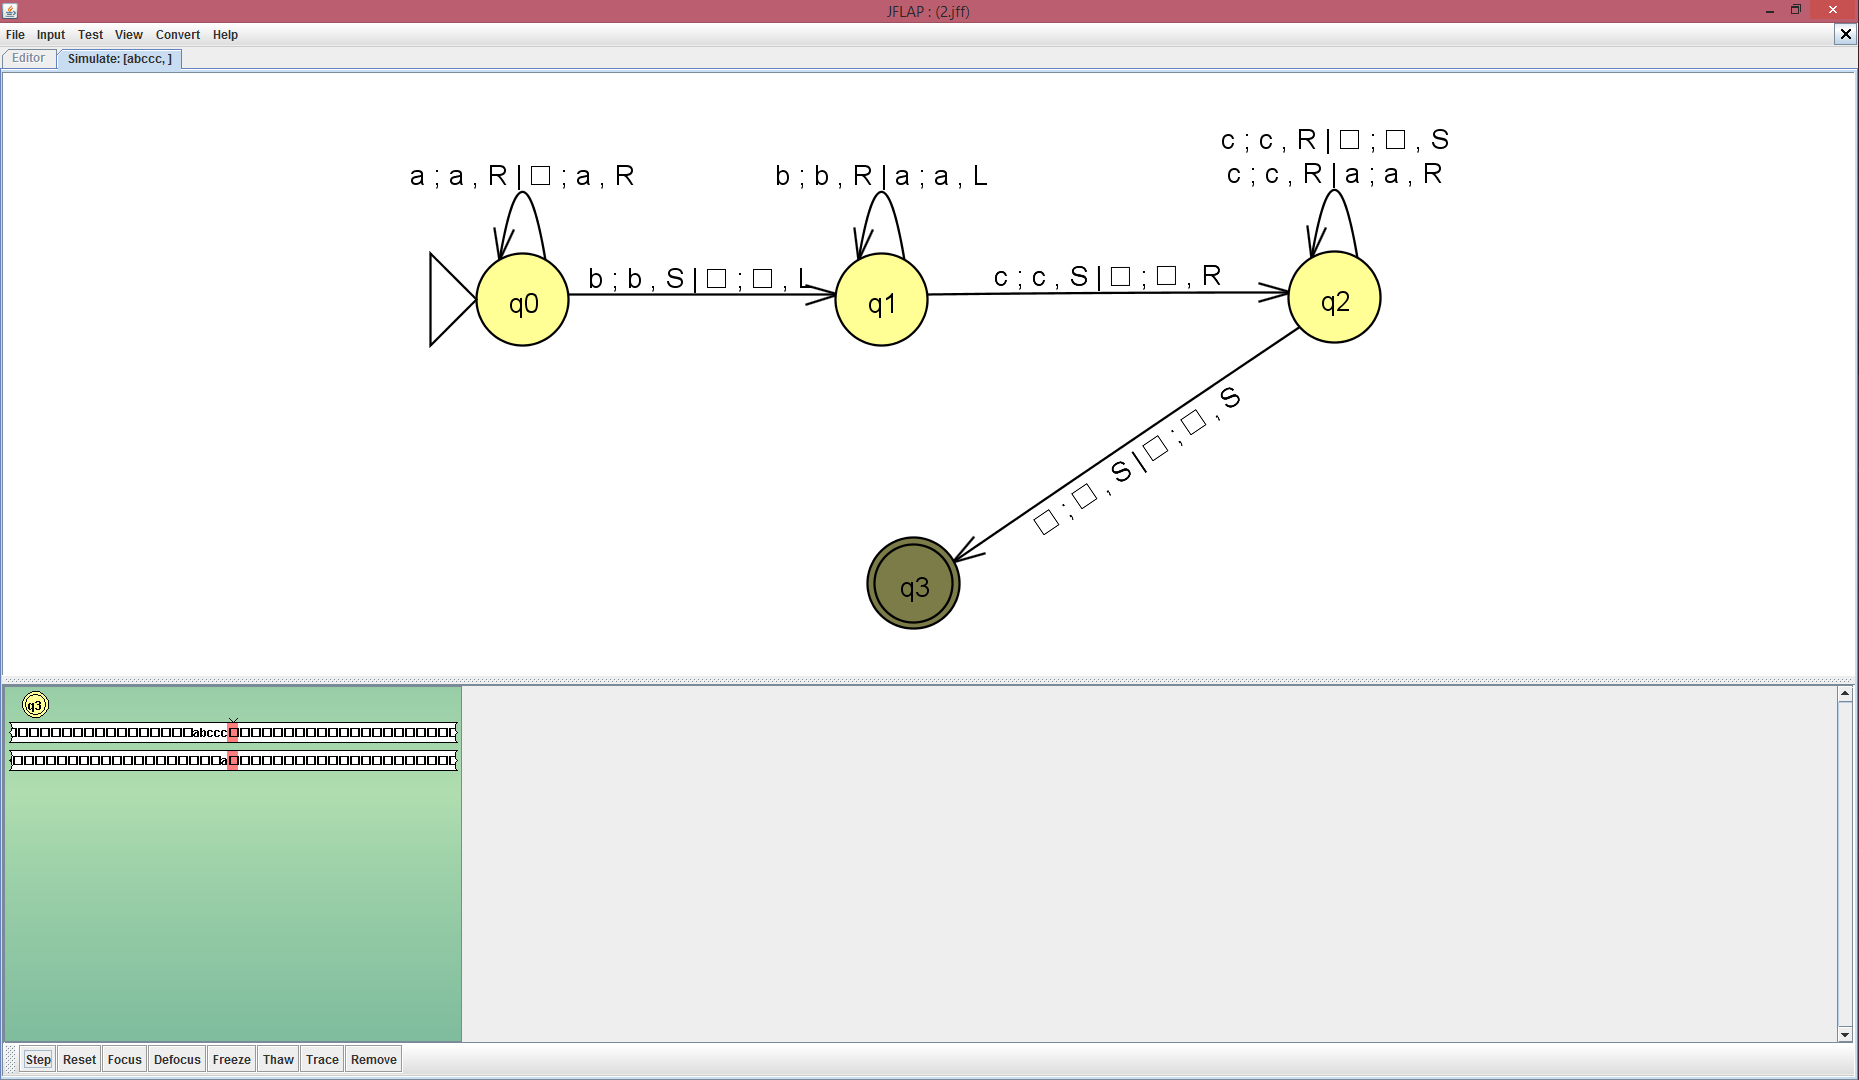 JFLAP : (2.jff)
File Input Test View Convert Help
Editor Simulate: [abccc, ]
c ; c , R | □ ; □ , S
a ; a , R | □ ; a , R
b ; b , R | a ; a , L
c ; c , R | a ; a , R
b ; b , S | □ ; □ , L
c ; c , S | □ ; □ , R
q0
q1
q2
□ ; □ , S | □ ; □ , S
q3
q3
abccc
a
Step Reset Focus Defocus Freeze Thaw Trace Remove